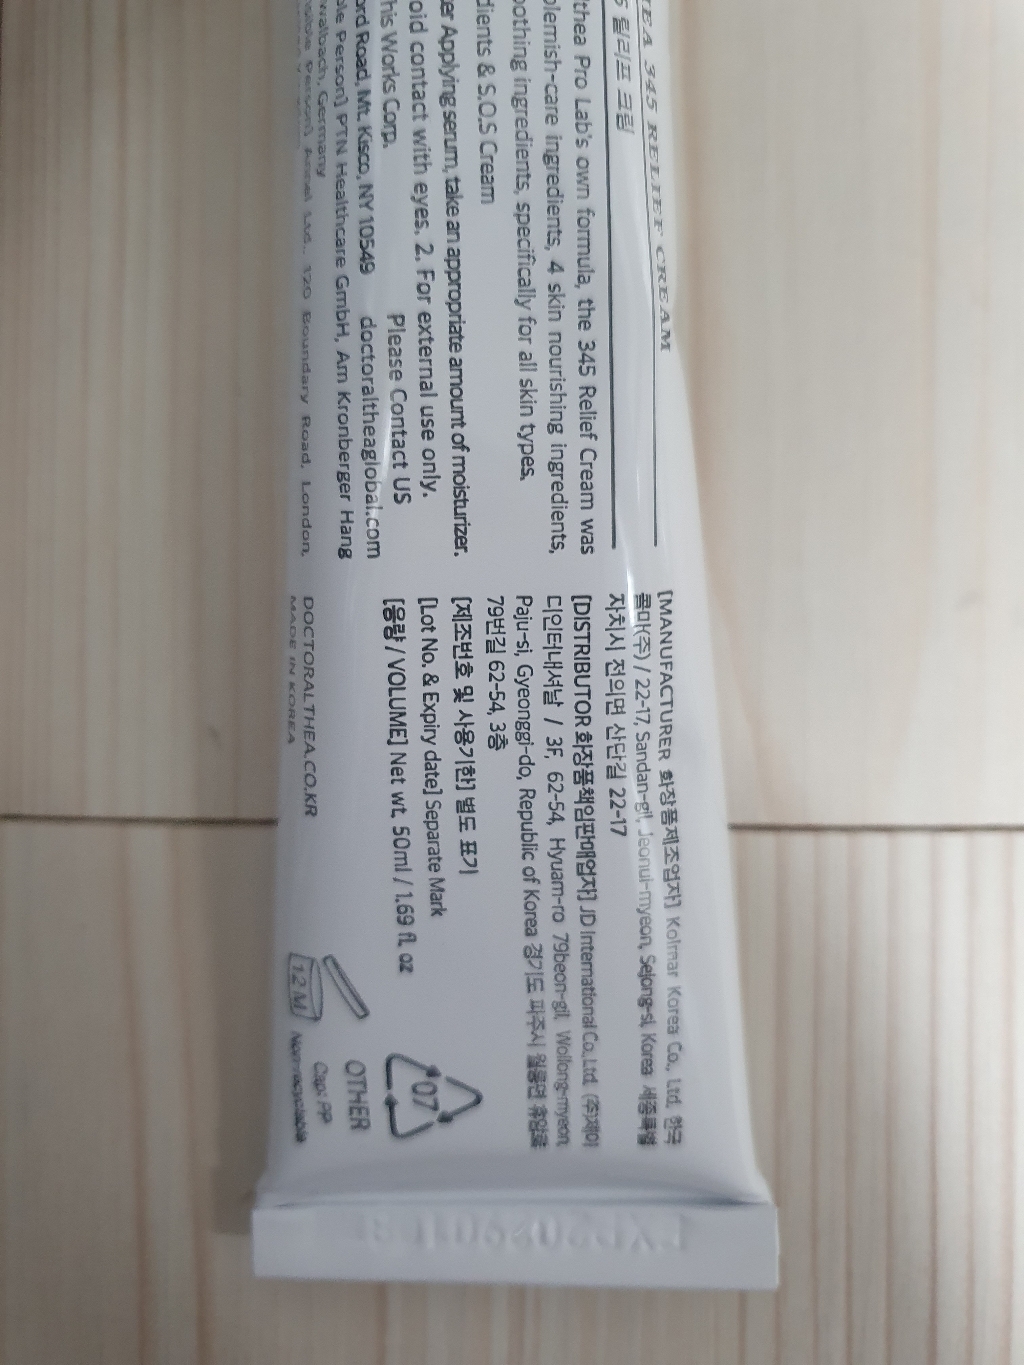 345 RELIEF CREAM
릴리프 크림
thea Pro Lab's own formula, the 345 Relief Cream was
blemish-care ingredients, 4 skin nourishing ingredients,
oothing ingredients, specifically for all skin types.
dients & S.O.S Cream
er Applying serum, take an appropriate amount of moisturizer.
oid contact with eyes. 2. For external use only.
his Works Corp. Please Contact US
ord Road, Mt. Kisco, NY 10549 doctoraltheaglobal.com
ble Person] PTN Healthcare GmbH, Am Kronberger Hang
walbach, Germany
Ltd., 120 Boundary Road, London,
[MANUFACTURER 화장품제조업자] Kolmar Korea Co., Ltd. 한국
콜마(주) / 22-17, Sandan-gil, Jeonui-myeon, Sejong-si, Korea 세종특별
자치시 전의면 산단길 22-17
[DISTRIBUTOR 화장품책임판매업자] JD International Co., Ltd. (주)제이
디인터내셔날 / 3F, 62-54, Hyuam-ro 79beon-gil, Wollong-myeon,
Paju-si, Gyeonggi-do, Republic of Korea 경기도 파주시 월롱면 휴암로
79번길 62-54, 3층
[제조번호 및 사용기한] 별도 표기
[Lot No. & Expiry date] Separate Mark
[용량 / VOLUME] Net wt. 50ml / 1.69 fl. oz
DOCTORALTHEA.CO.KR
MADE IN KOREA
12 M
07
OTHER
Cap: PP
Non-recyclable